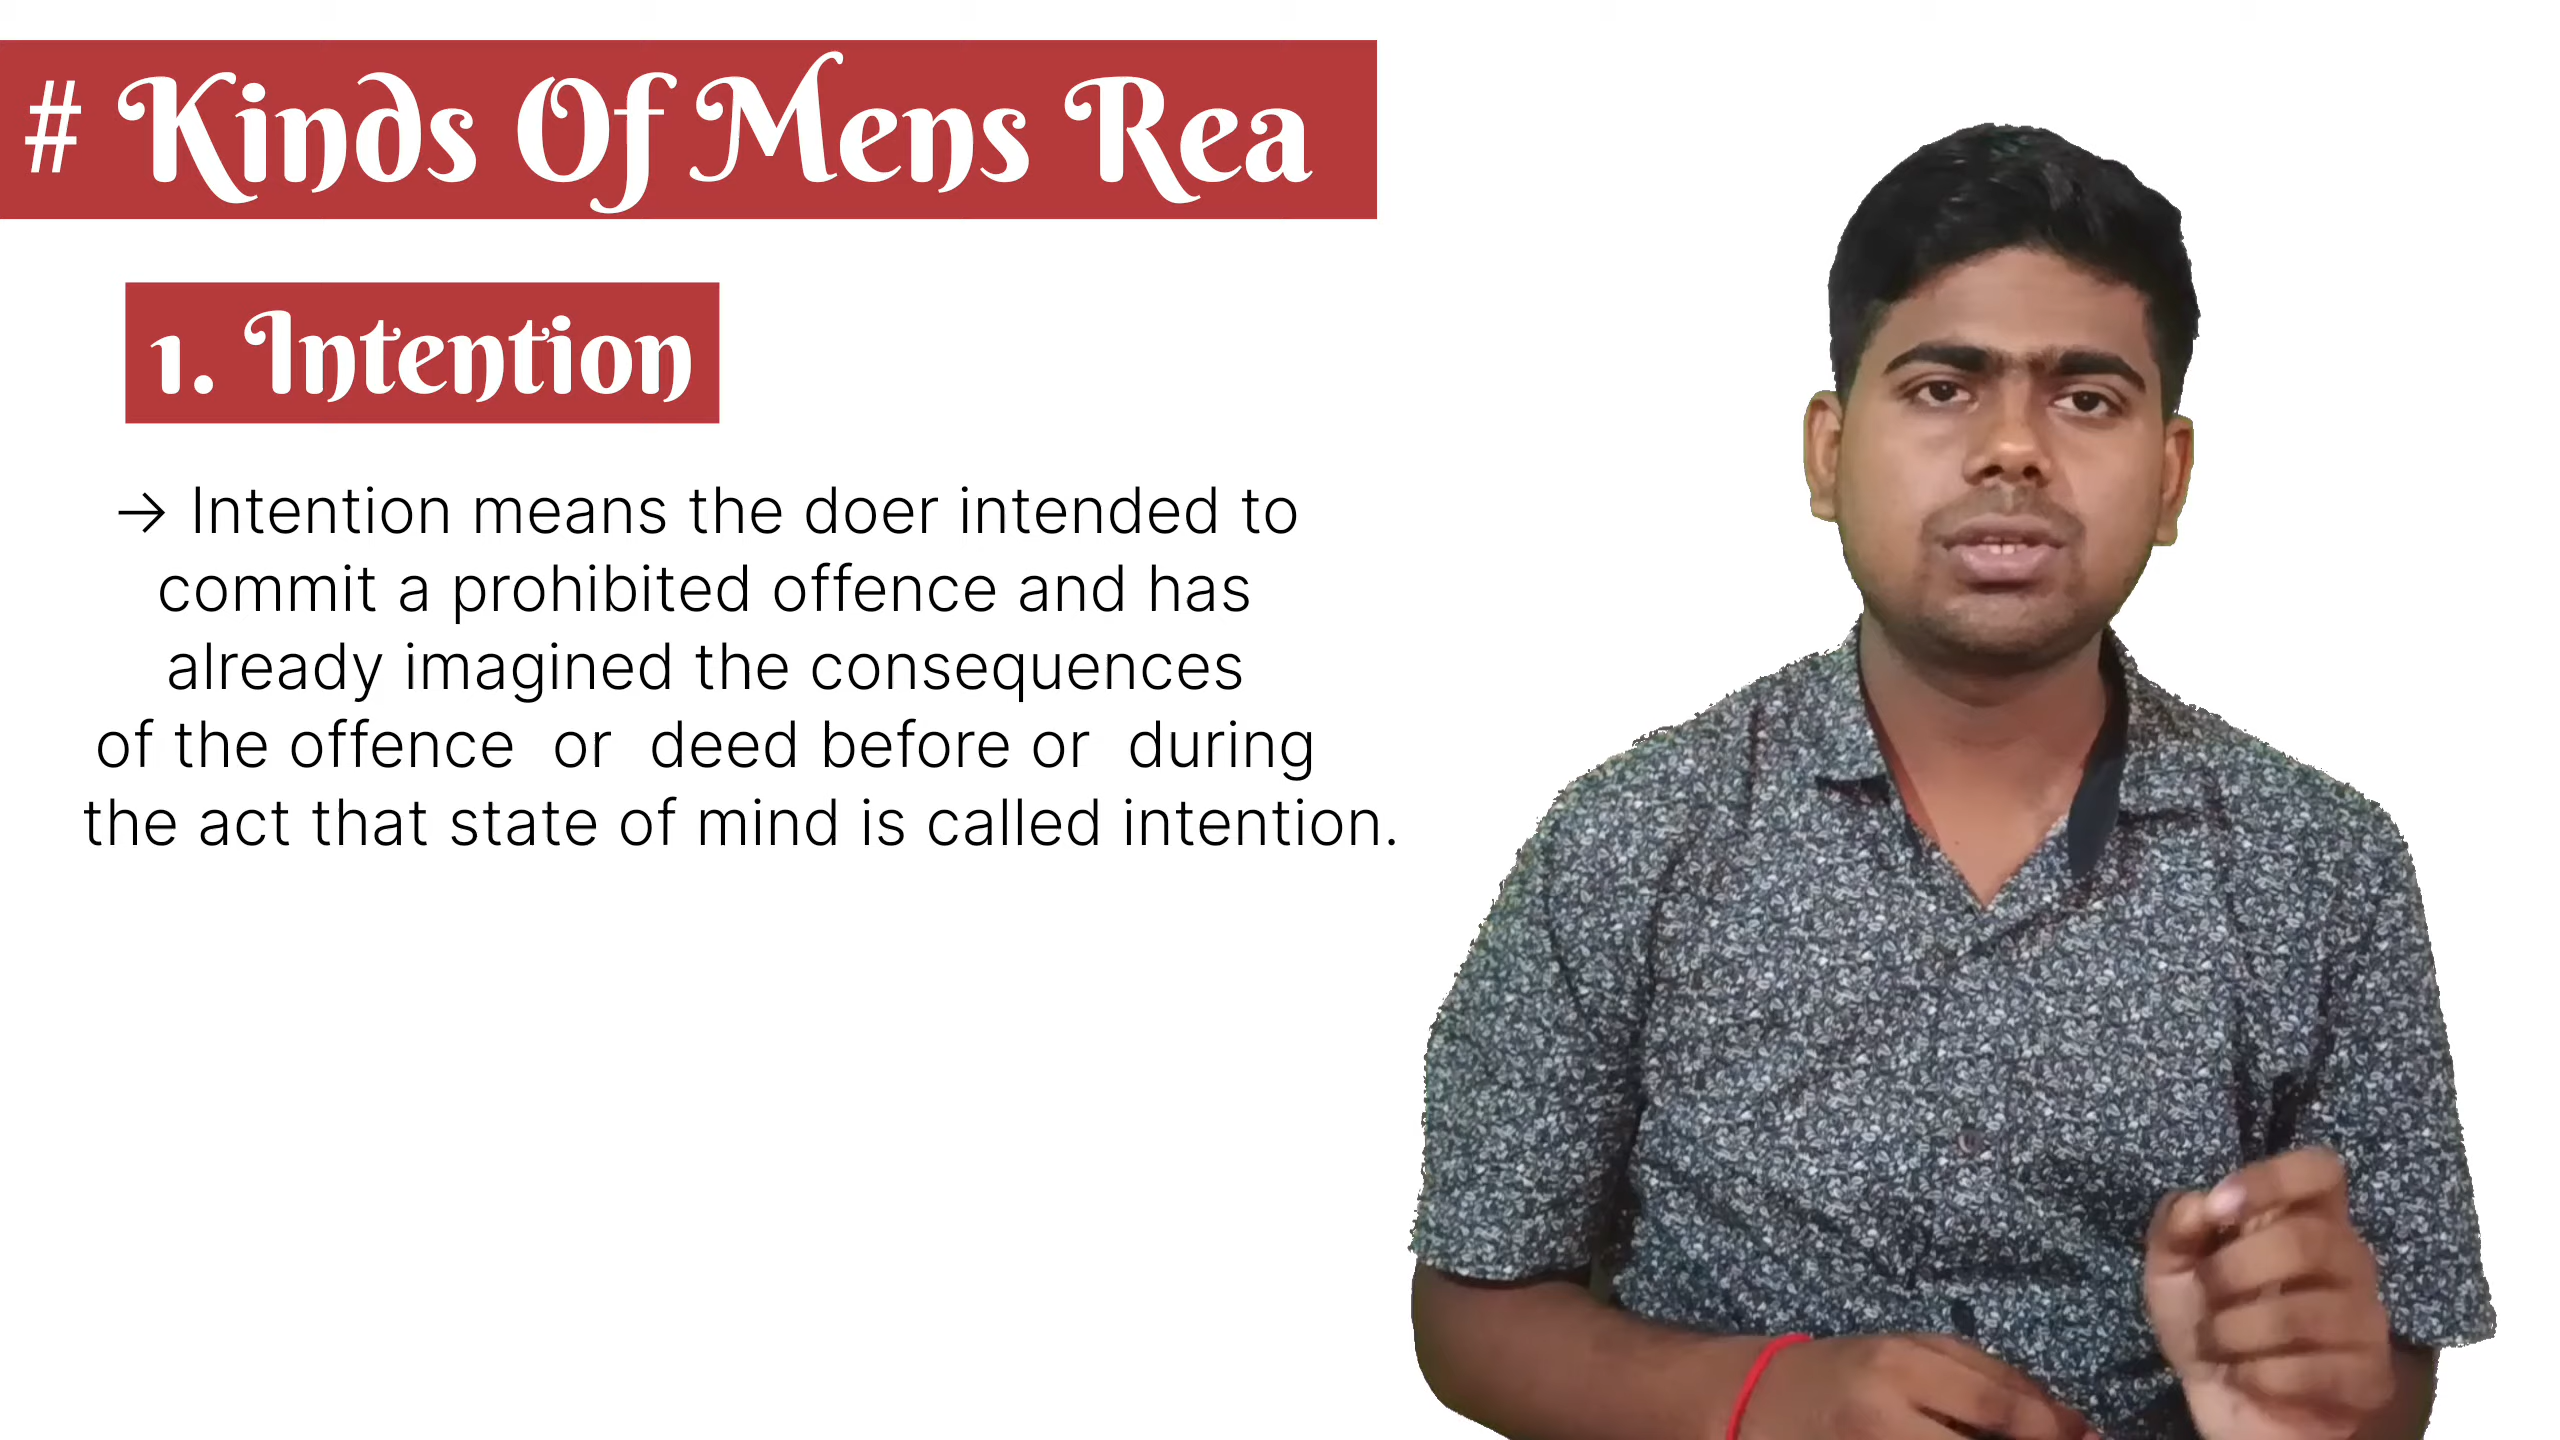 # Kinds Of Mens Rea
1. Intention
→ Intention means the doer intended to
commit a prohibited offence and has
already imagined the consequences
of the offence or deed before or during
the act that state of mind is called intention.